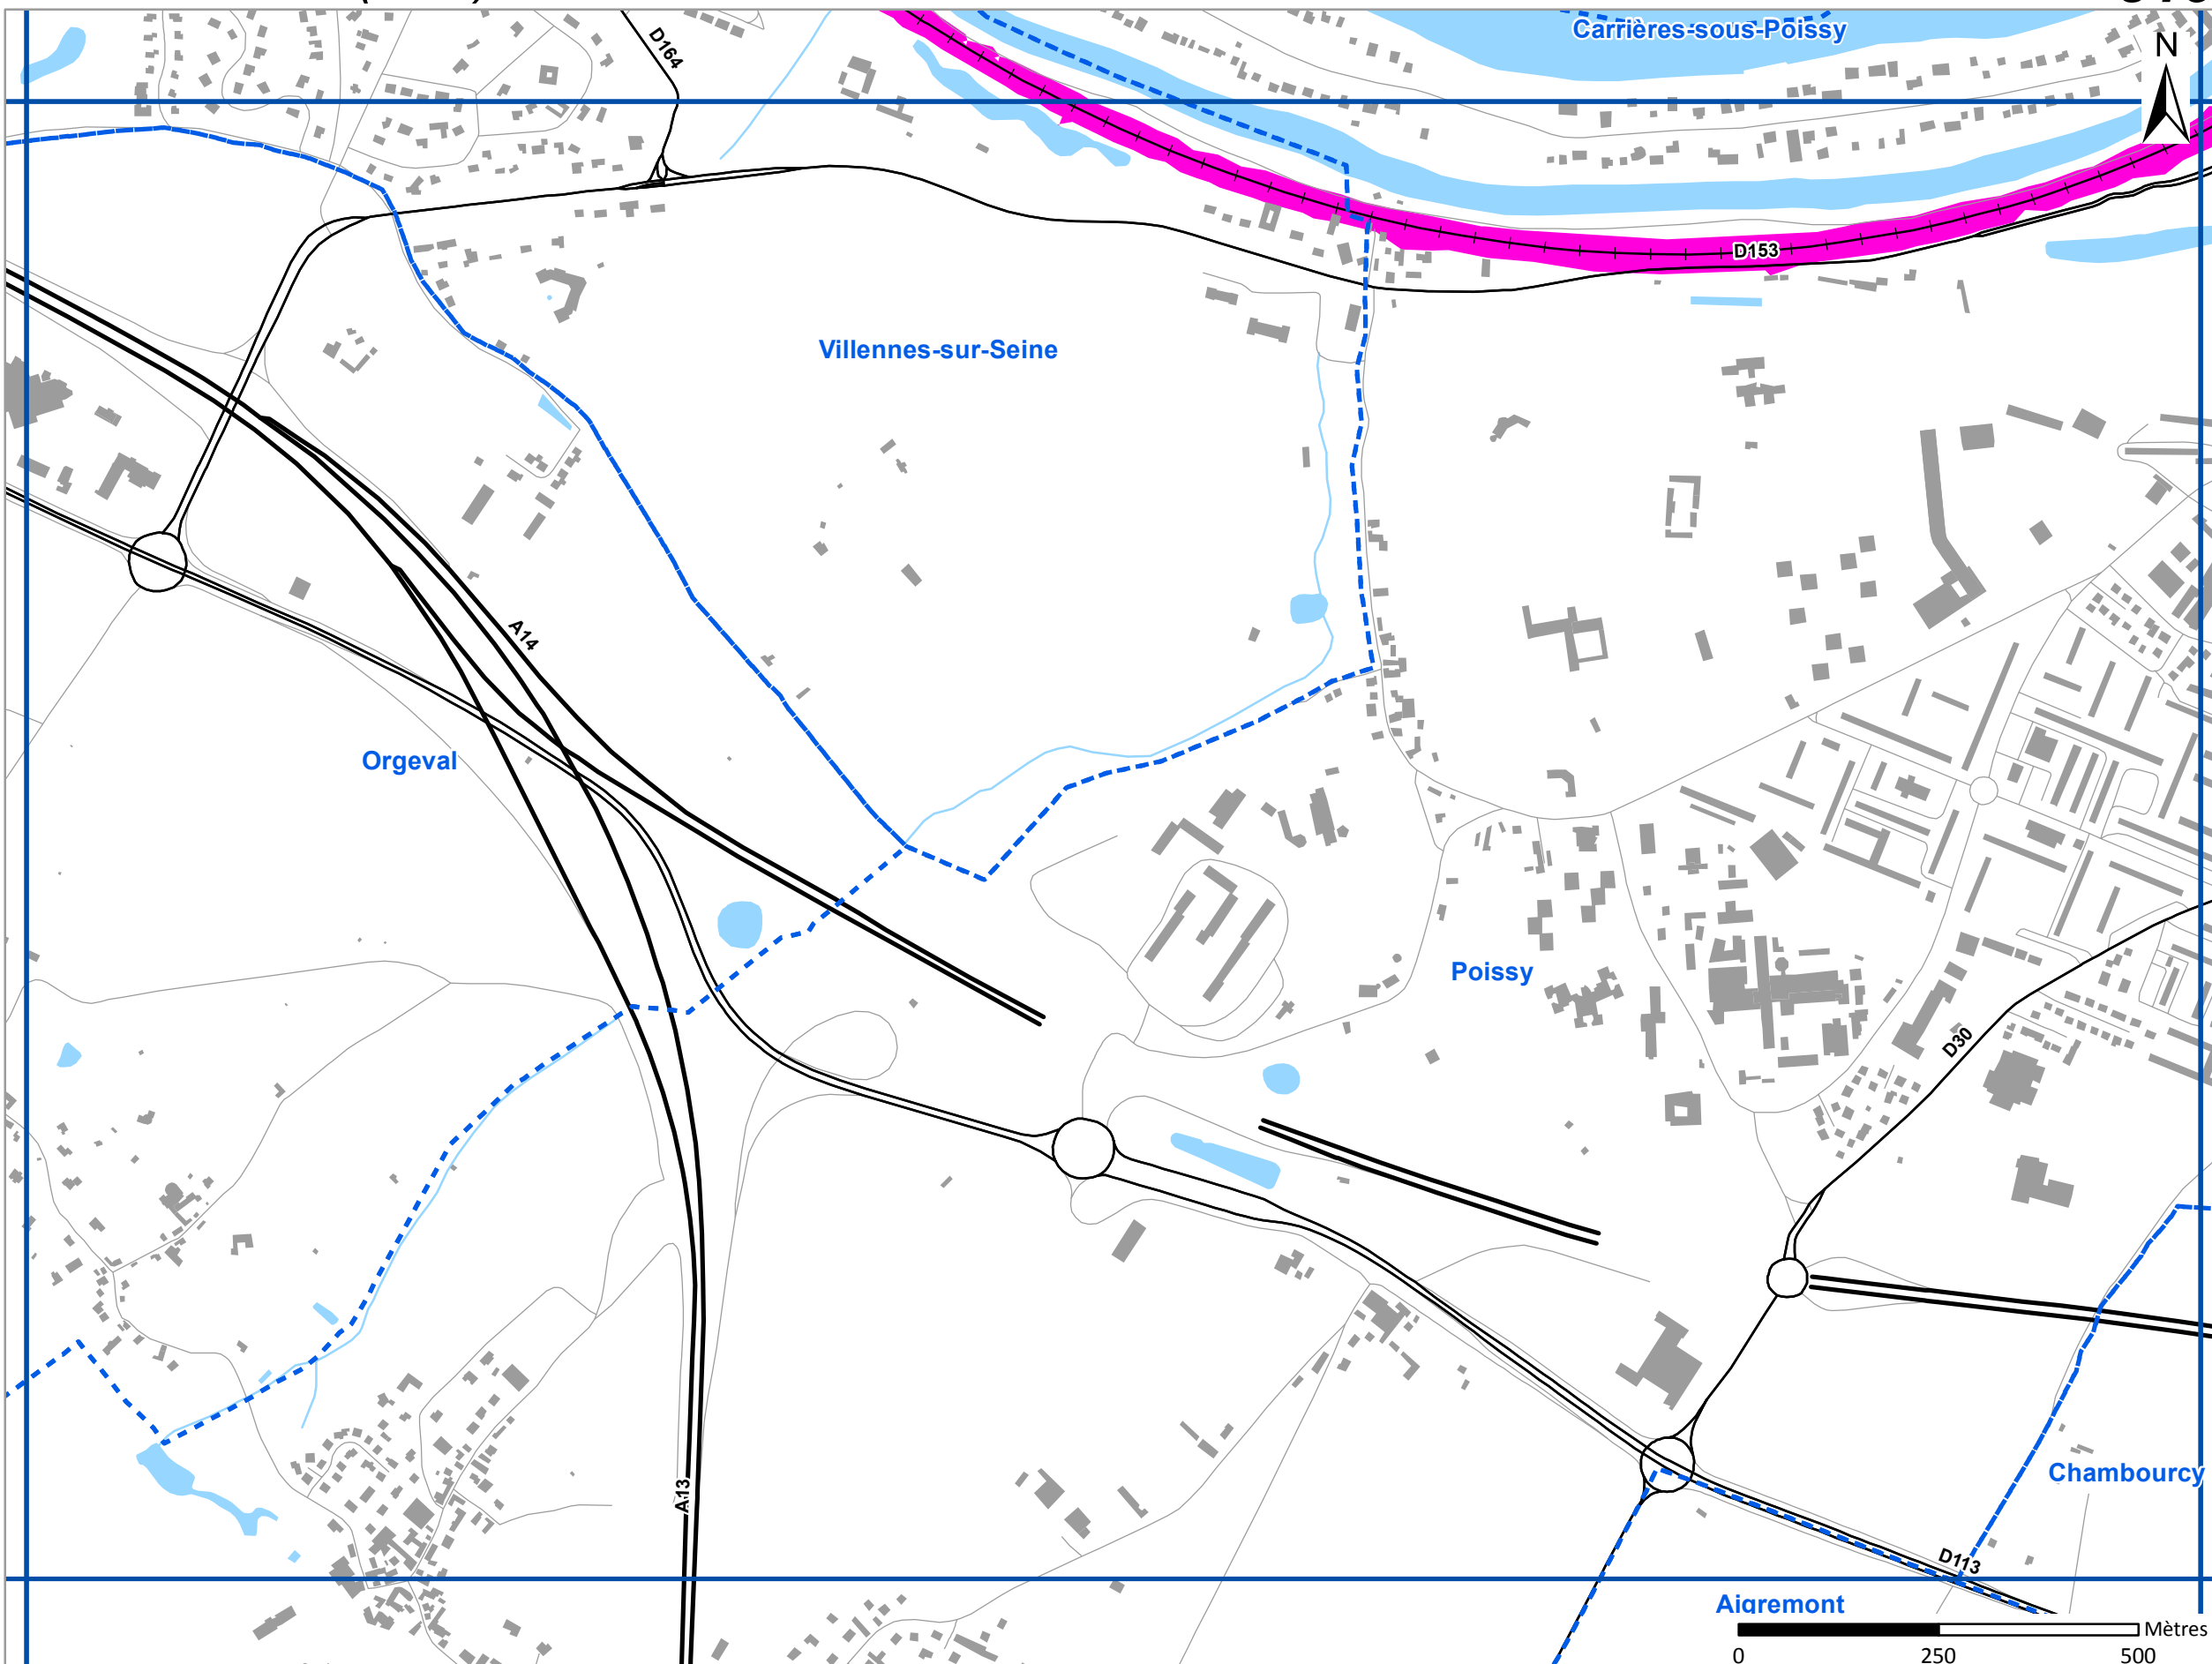 Carrières-sous-Poissy
N
D164
D153
Villennes-sur-Seine
A14
Orgeval
Poissy
D30
Chambourcy
A13
D113
Aigremont
Mètres
0 250 500